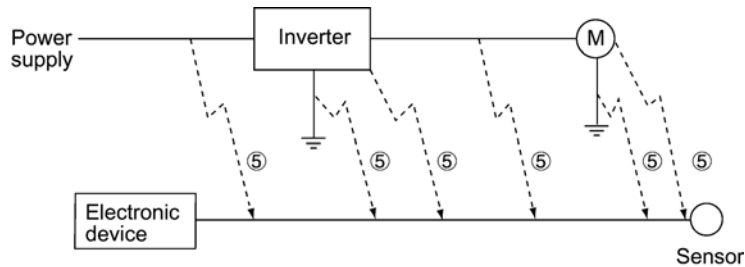 Power
supply
Inverter
M
⑤ ⑤ ⑤ ⑤ ⑤ ⑤
Electronic
device
Sensor